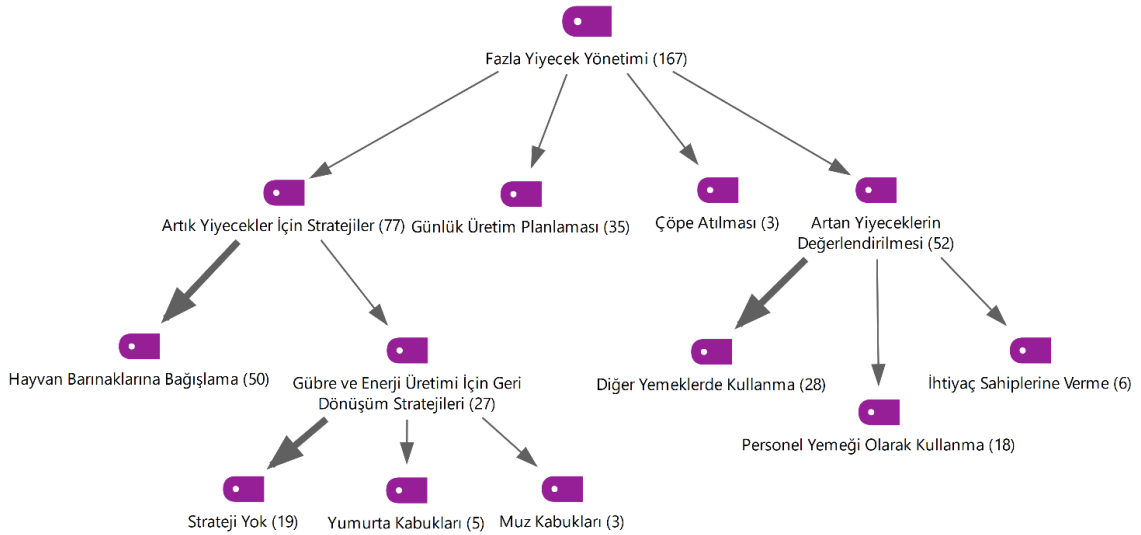 Fazla Yiyecek Yönetimi (167)
Artık Yiyecekler İçin Stratejiler (77)
Günlük Üretim Planlaması (35)
Çöpe Atılması (3)
Artan Yiyeceklerin
Değerlendirilmesi (52)
Hayvan Barınaklarına Bağışlama (50)
Gübre ve Enerji Üretimi İçin Geri
Dönüşüm Stratejileri (27)
Diğer Yemeklerde Kullanma (28)
İhtiyaç Sahiplerine Verme (6)
Personel Yemeği Olarak Kullanma (18)
Strateji Yok (19)
Yumurta Kabukları (5)
Muz Kabukları (3)